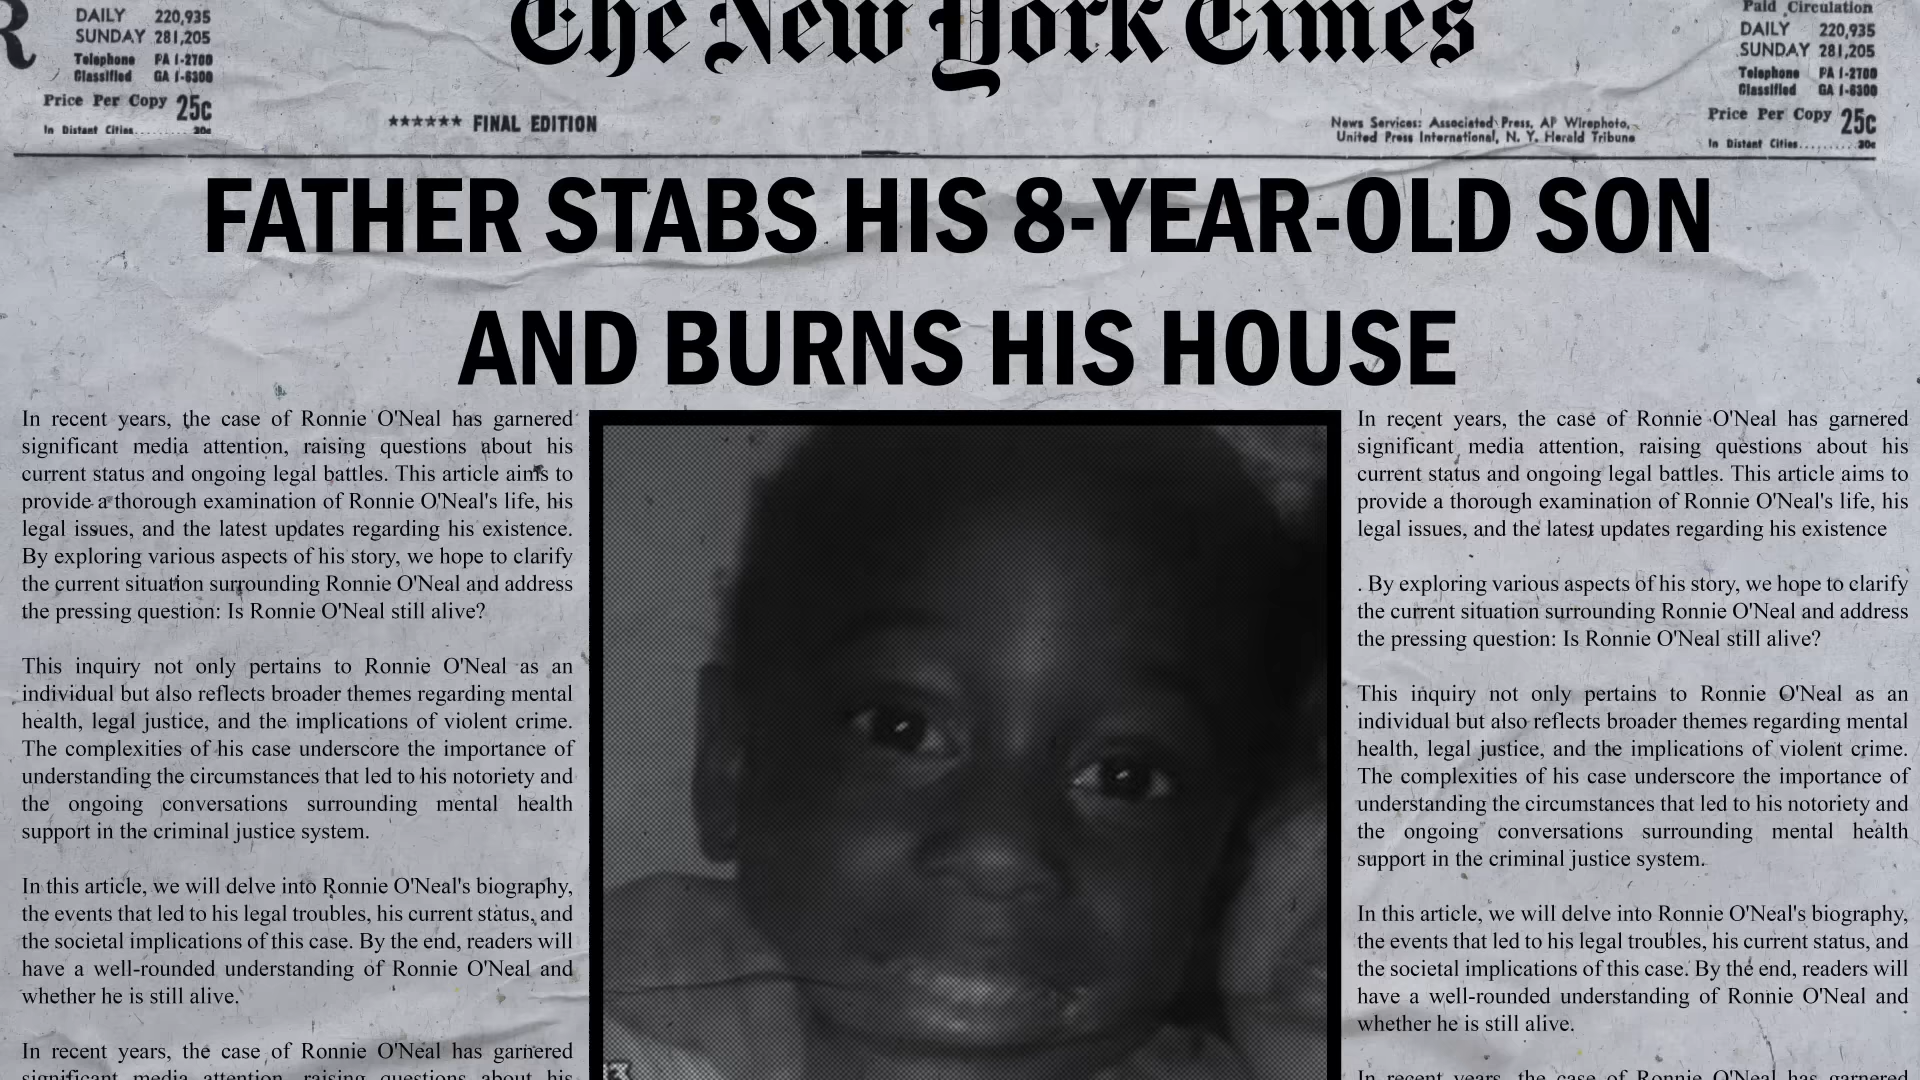 R
DAILY 220,935
SUNDAY 281,205
Telephone FA 1-2700
Classified GA 1-6300
Price Per Copy 25c
In Distant Cities........ 30c
The New York Times
****** FINAL EDITION
News Services: Associated Press, AP Wirephoto,
United Press International, N. Y. Herald Tribune
Paid Circulation
DAILY 220,935
SUNDAY 281,205
Telephone FA 1-2700
Classified GA 1-6300
Price Per Copy 25c
In Distant Cities........ 30c
FATHER STABS HIS 8-YEAR-OLD SON
AND BURNS HIS HOUSE
In recent years, the case of Ronnie O'Neal has garnered
significant media attention, raising questions about his
current status and ongoing legal battles. This article aims to
provide a thorough examination of Ronnie O'Neal's life, his
legal issues, and the latest updates regarding his existence.
By exploring various aspects of his story, we hope to clarify
the current situation surrounding Ronnie O'Neal and address
the pressing question: Is Ronnie O'Neal still alive?
This inquiry not only pertains to Ronnie O'Neal as an
individual but also reflects broader themes regarding mental
health, legal justice, and the implications of violent crime.
The complexities of his case underscore the importance of
understanding the circumstances that led to his notoriety and
the ongoing conversations surrounding mental health
support in the criminal justice system.
In this article, we will delve into Ronnie O'Neal's biography,
the events that led to his legal troubles, his current status, and
the societal implications of this case. By the end, readers will
have a well-rounded understanding of Ronnie O'Neal and
whether he is still alive.
In recent years, the case of Ronnie O'Neal has garnered
significant media attention, raising questions about his
In recent years, the case of Ronnie O'Neal has garnered
significant media attention, raising questions about his
current status and ongoing legal battles. This article aims to
provide a thorough examination of Ronnie O'Neal's life, his
legal issues, and the latest updates regarding his existence
. By exploring various aspects of his story, we hope to clarify
the current situation surrounding Ronnie O'Neal and address
the pressing question: Is Ronnie O'Neal still alive?
This inquiry not only pertains to Ronnie O'Neal as an
individual but also reflects broader themes regarding mental
health, legal justice, and the implications of violent crime.
The complexities of his case underscore the importance of
understanding the circumstances that led to his notoriety and
the ongoing conversations surrounding mental health
support in the criminal justice system.
In this article, we will delve into Ronnie O'Neal's biography,
the events that led to his legal troubles, his current status, and
the societal implications of this case. By the end, readers will
have a well-rounded understanding of Ronnie O'Neal and
whether he is still alive.
In recent years, the case of Ronnie O'Neal has garnered